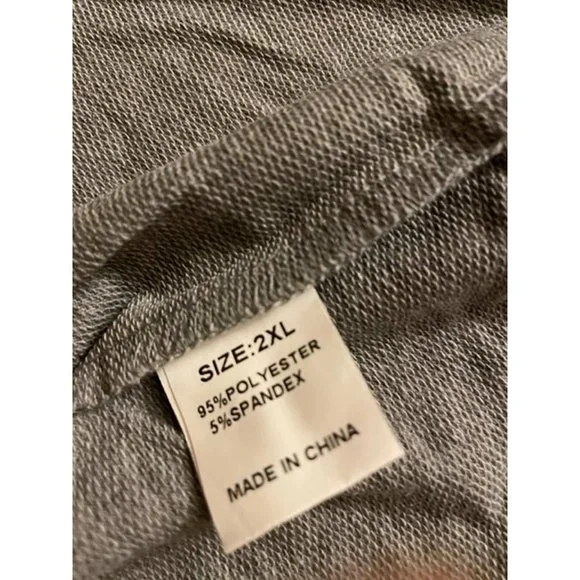 SIZE:2XL
95%POLYESTER
5%SPANDEX
MADE IN CHINA